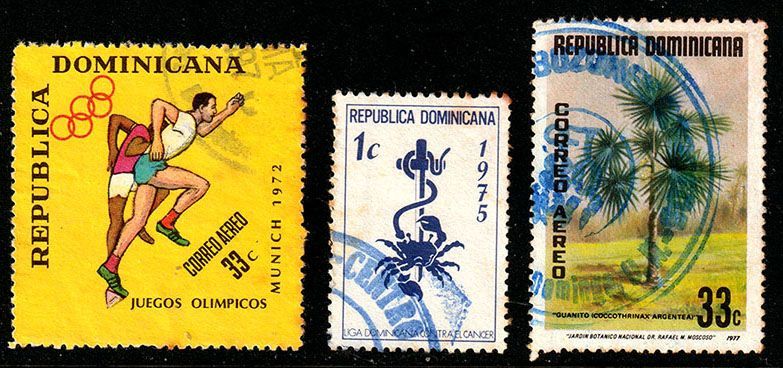 REPUBLICA
DOMINICANA
MUNICH 1972
CORREO AEREO
33c
JUEGOS OLIMPICOS
REPUBLICA DOMINICANA
1c
1975
LIGA DOMINICANA CONTRA EL CANCER
REPUBLICA DOMINICANA
CORREO AEREO
33c
"GUANITO (COCCOTHRINAX ARGENTEA)"
"JARDIN BOTANICO NACIONAL DR. RAFAEL M. MOSCOSO"
1977